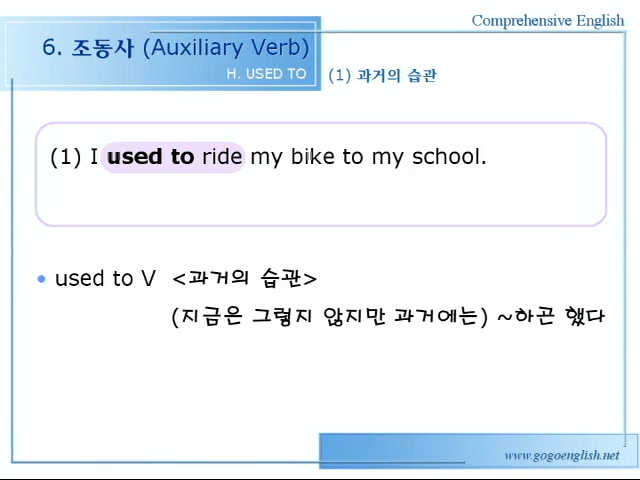 Comprehensive English
6. 조동사 (Auxiliary Verb)
H. USED TO
(1) 과거의 습관
(1) I used to ride my bike to my school.
• used to V <과거의 습관>
(지금은 그렇지 않지만 과거에는) ~하곤 했다
www.gogoenglish.net